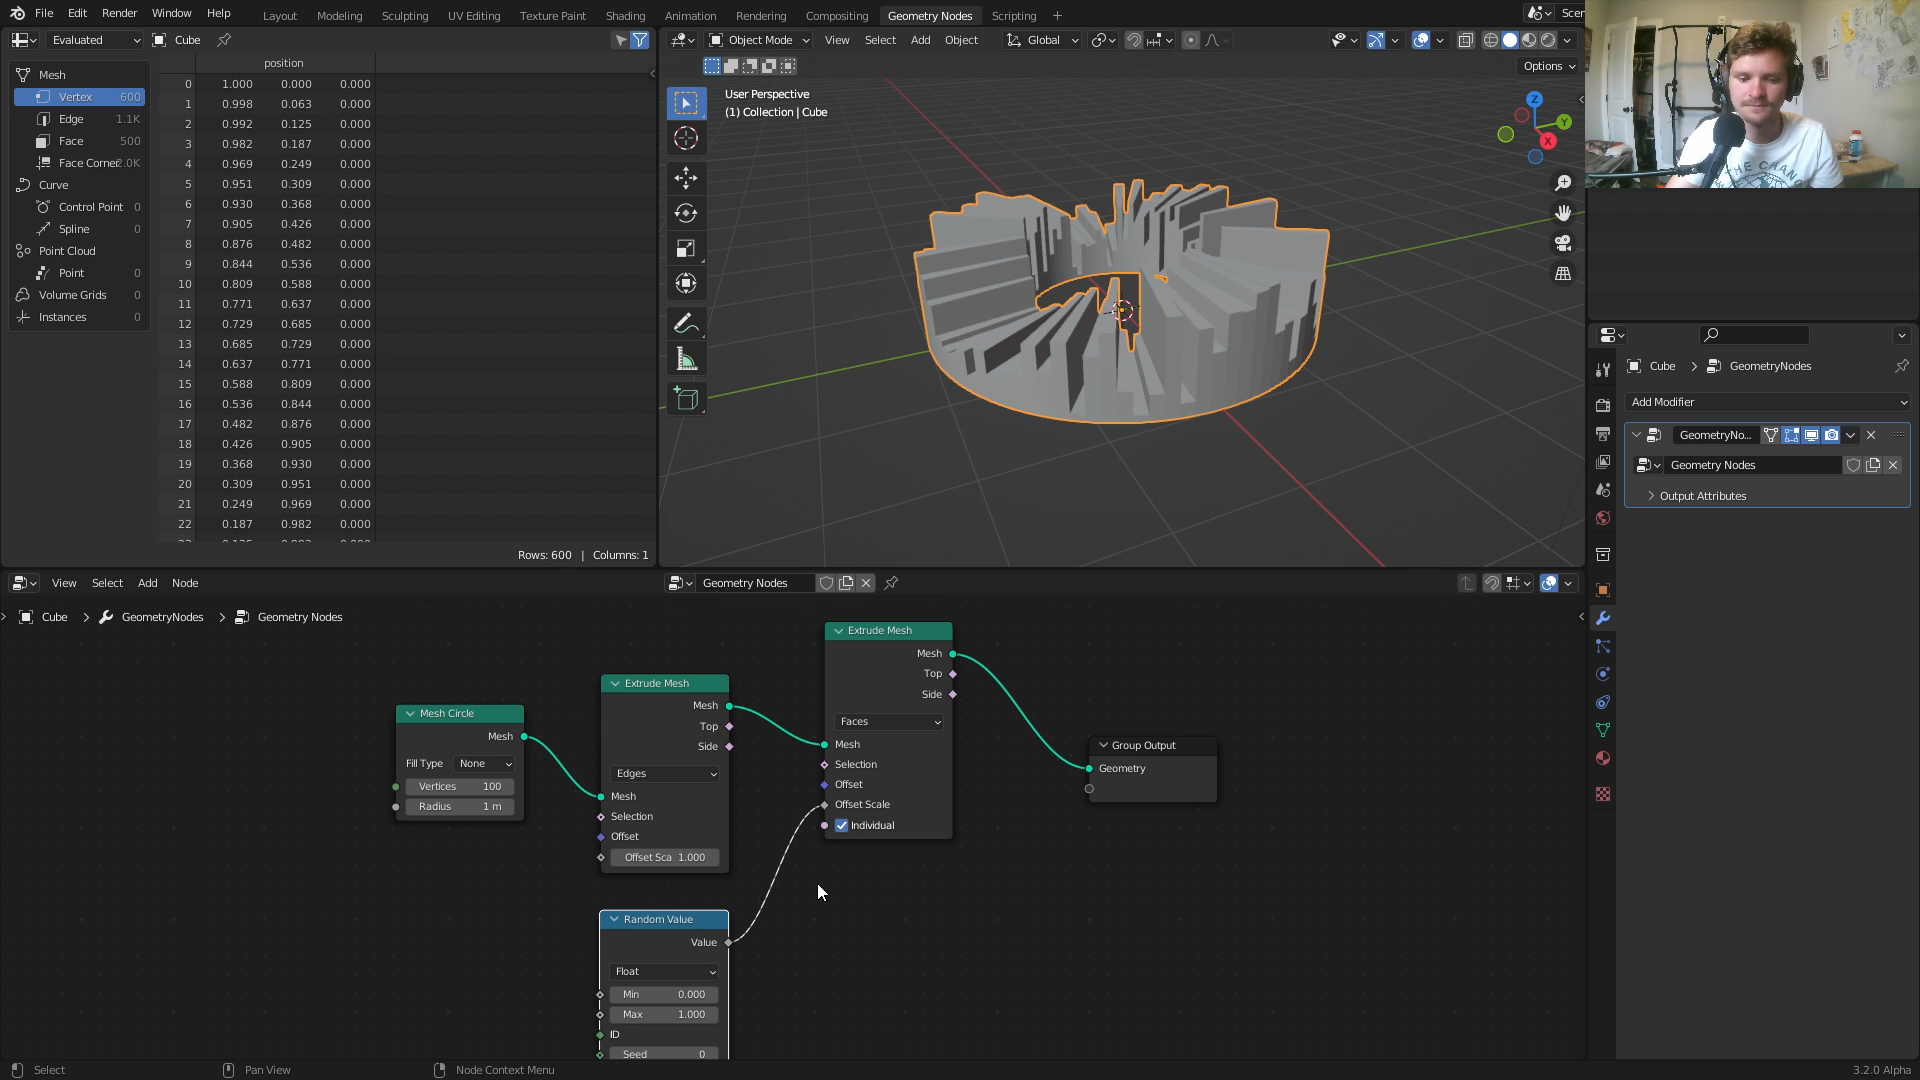 File Edit Render Window Help
Layout Modeling Sculpting UV Editing Texture Paint Shading Animation Rendering Compositing Geometry Nodes Scripting +
Scen
Evaluated
Cube
Object Mode View Select Add Object
Global
Options
position
Mesh
Vertex 600
Edge 1.1K
Face 500
Face Corner 2.0K
Curve
Control Point 0
Spline 0
Point Cloud
Point 0
Volume Grids 0
Instances 0
0 1.000 0.000 0.000
1 0.998 0.063 0.000
2 0.992 0.125 0.000
3 0.982 0.187 0.000
4 0.969 0.249 0.000
5 0.951 0.309 0.000
6 0.930 0.368 0.000
7 0.905 0.426 0.000
8 0.876 0.482 0.000
9 0.844 0.536 0.000
10 0.809 0.588 0.000
11 0.771 0.637 0.000
12 0.729 0.685 0.000
13 0.685 0.729 0.000
14 0.637 0.771 0.000
15 0.588 0.809 0.000
16 0.536 0.844 0.000
17 0.482 0.876 0.000
18 0.426 0.905 0.000
19 0.368 0.930 0.000
20 0.309 0.951 0.000
21 0.249 0.969 0.000
22 0.187 0.982 0.000
Rows: 600 | Columns: 1
User Perspective
(1) Collection | Cube
Z
Y
X
THE CHAN
Cube
GeometryNodes
Add Modifier
GeometryNo...
Geometry Nodes
Output Attributes
View Select Add Node
Geometry Nodes
Cube
GeometryNodes
Geometry Nodes
Mesh Circle
Mesh
Fill Type None
Vertices 100
Radius 1 m
Extrude Mesh
Mesh
Top
Side
Edges
Mesh
Selection
Offset
Offset Sca 1.000
Random Value
Value
Float
Min 0.000
Max 1.000
ID
Seed 0
Extrude Mesh
Mesh
Top
Side
Faces
Mesh
Selection
Offset
Offset Scale
Individual
Group Output
Geometry
Select
Pan View
Node Context Menu
3.2.0 Alpha